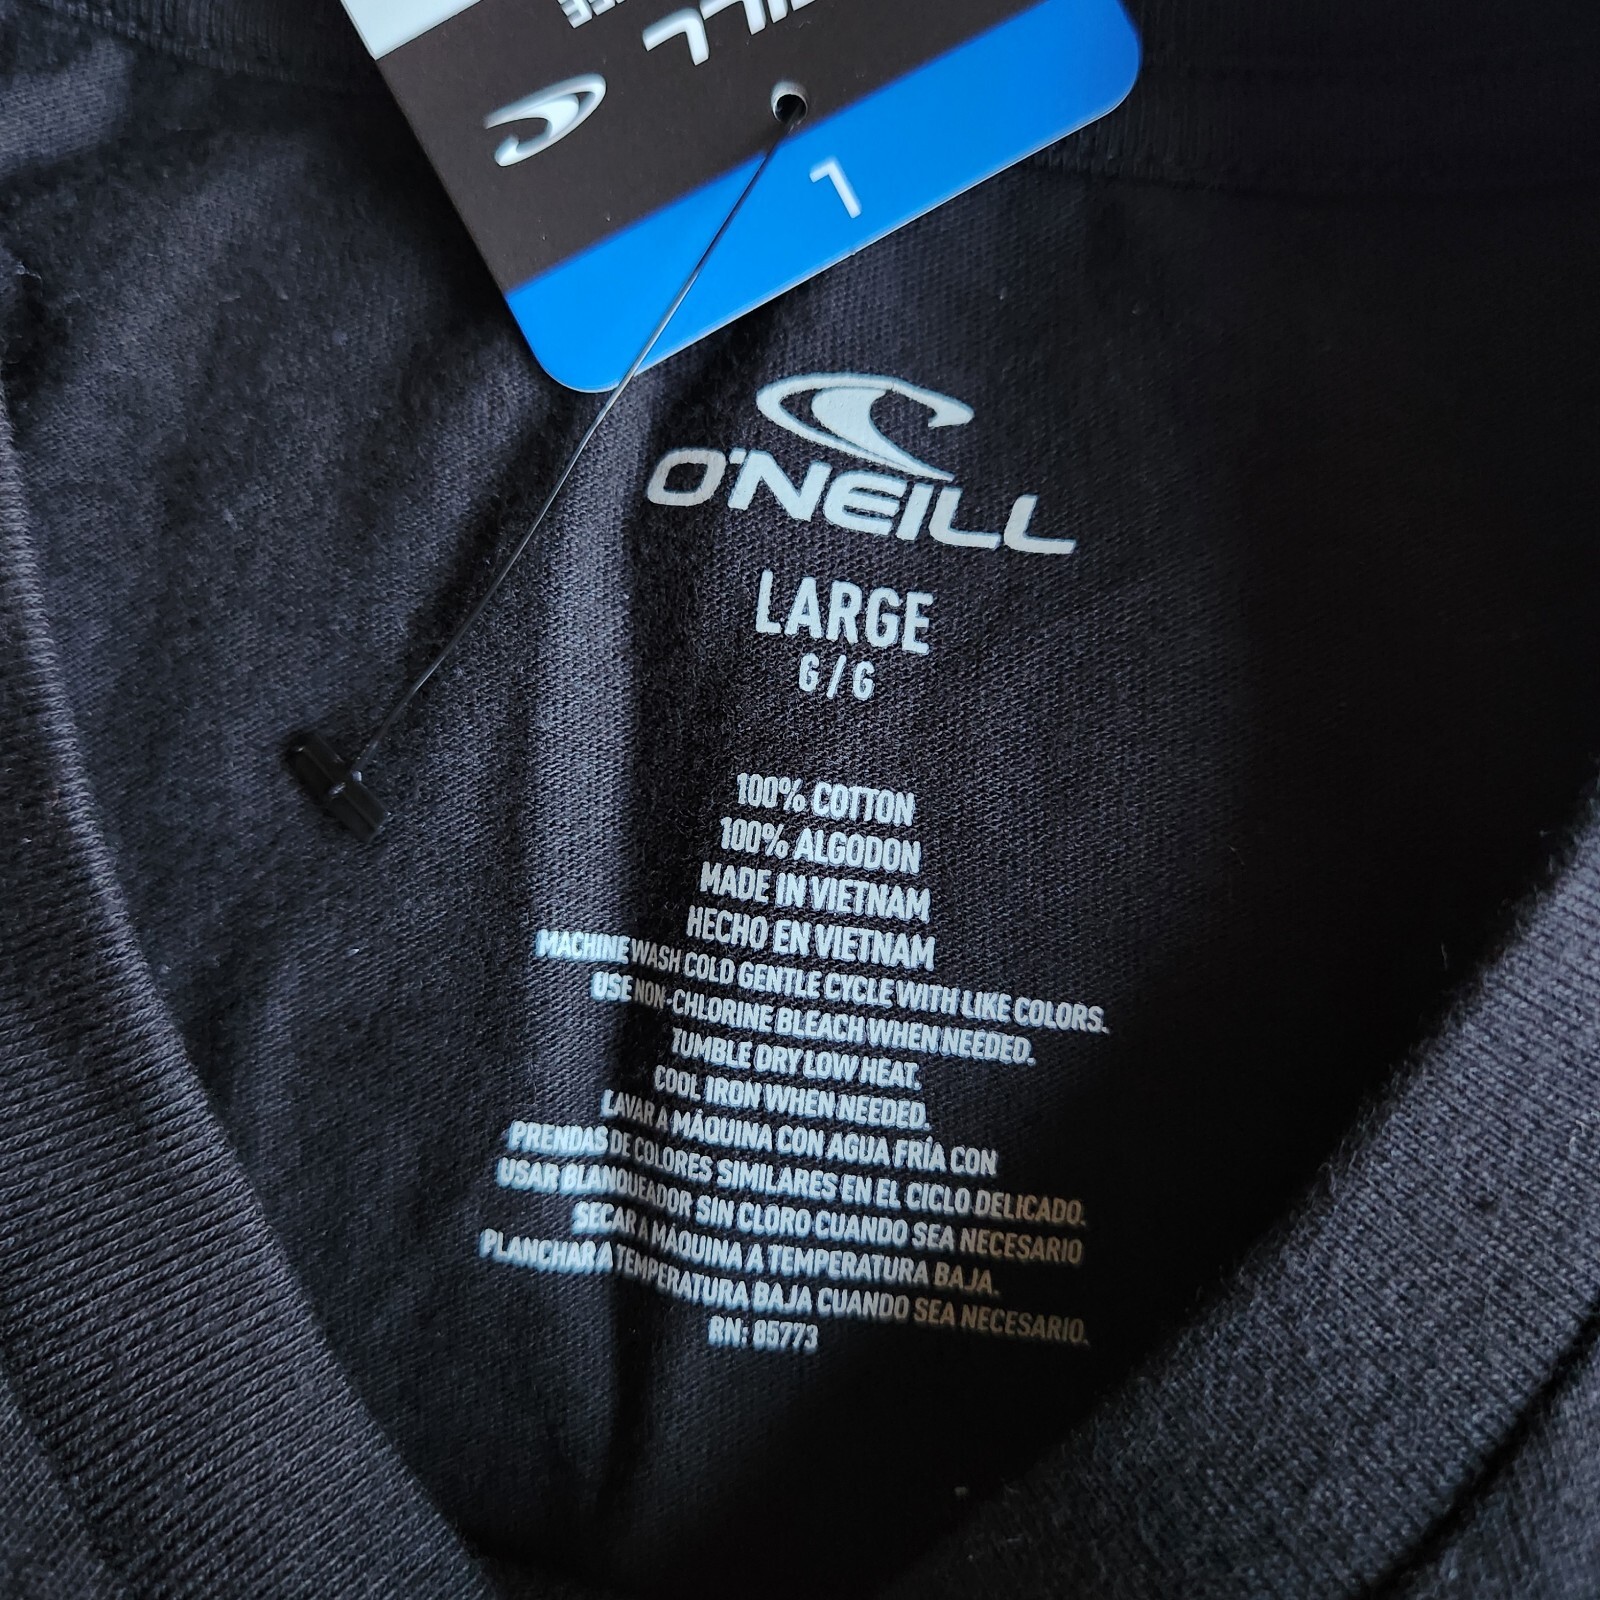 L
O'NEILL
LARGE
G / G
100% COTTON
100% ALGODON
MADE IN VIETNAM
HECHO EN VIETNAM
MACHINE WASH COLD GENTLE CYCLE WITH LIKE COLORS.
USE NON-CHLORINE BLEACH WHEN NEEDED.
TUMBLE DRY LOW HEAT.
COOL IRON WHEN NEEDED.
LAVAR A MÁQUINA CON AGUA FRÍA CON
PRENDAS DE COLORES SIMILARES EN EL CICLO DELICADO.
USAR BLANQUEADOR SIN CLORO CUANDO SEA NECESARIO
SECAR A MÁQUINA A TEMPERATURA BAJA.
PLANCHAR A TEMPERATURA BAJA CUANDO SEA NECESARIO.
RN: 85773